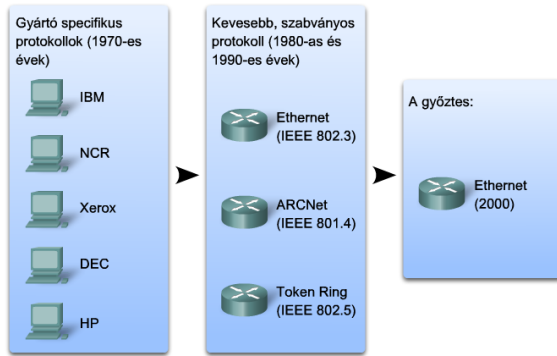 Gyártó specifikus
protokollok (1970-es
évek)
IBM
NCR
Xerox
DEC
HP
Kevesebb, szabványos
protokoll (1980-as és
1990-es évek)
Ethernet
(IEEE 802.3)
ARCNet
(IEEE 801.4)
Token Ring
(IEEE 802.5)
A győztes:
Ethernet
(2000)